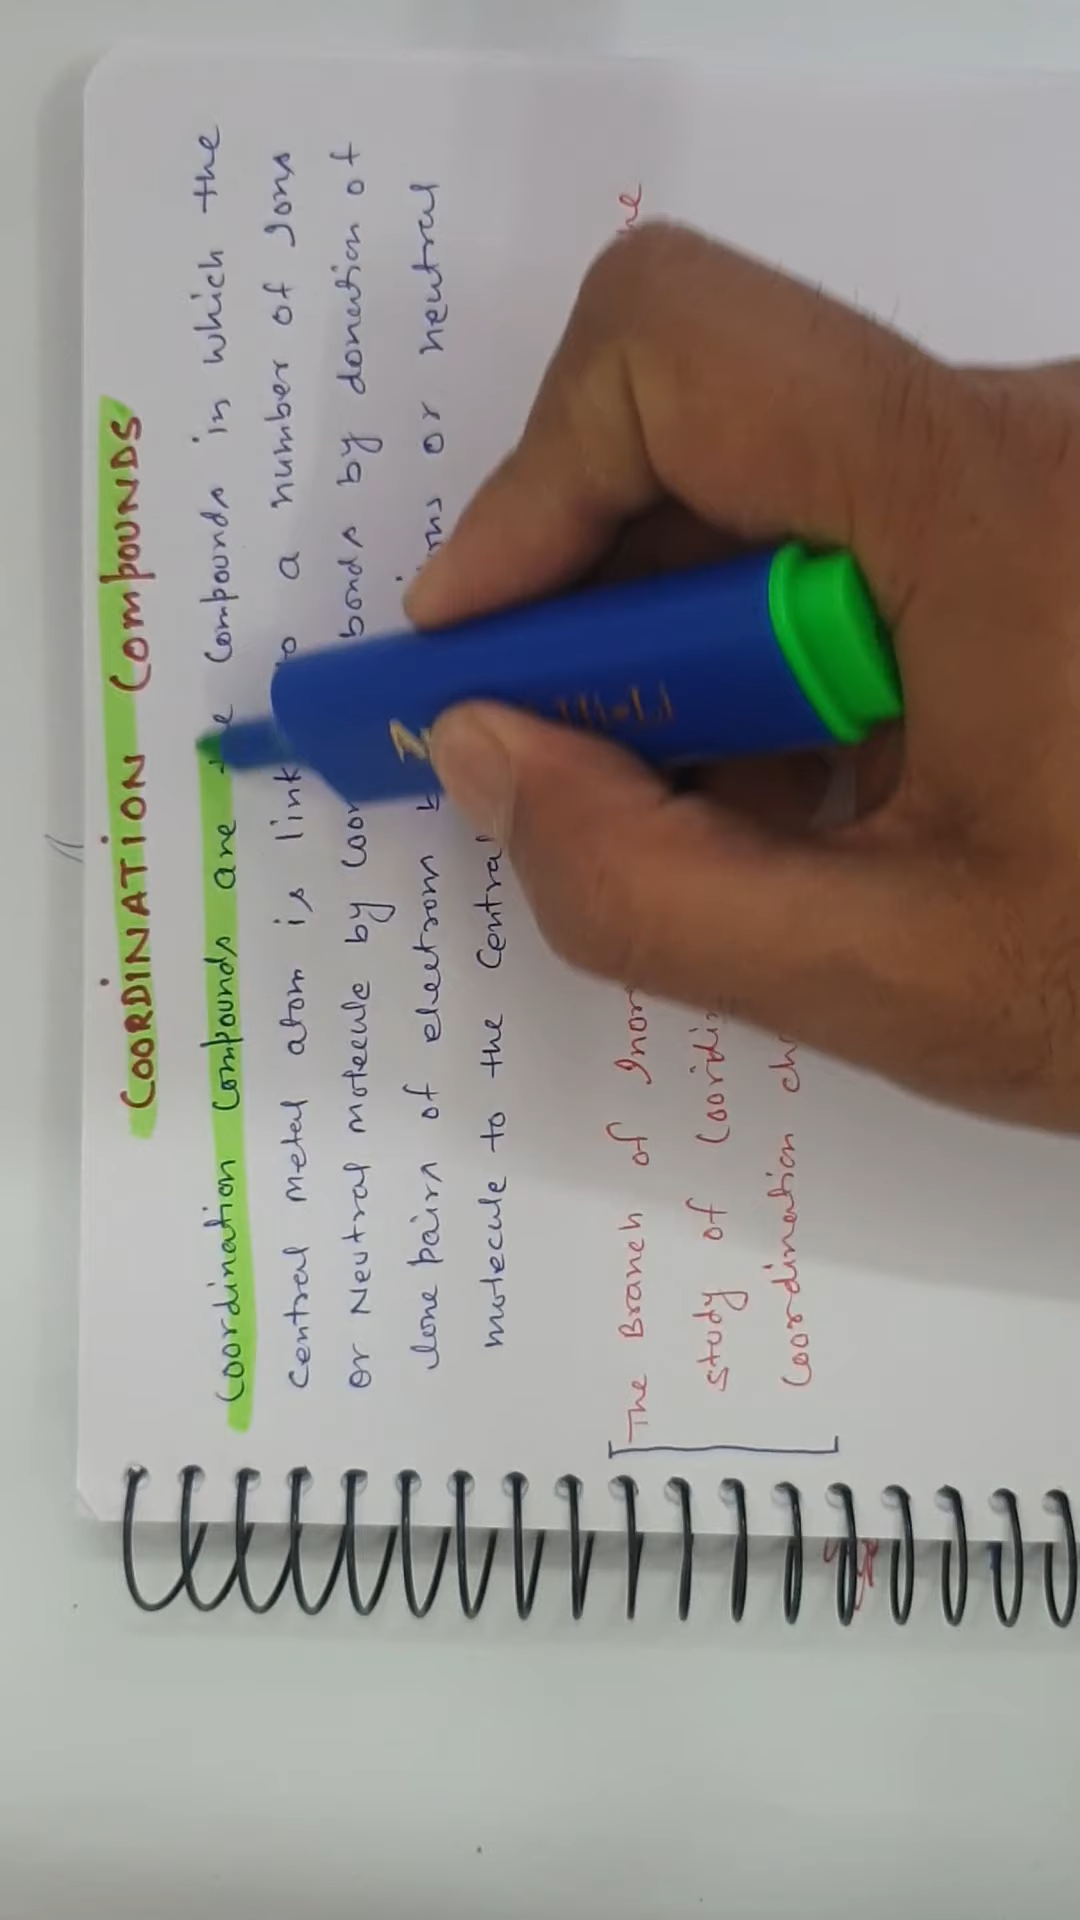 COORDINATION COMPOUNDS
Coordination Compounds are Compounds in which the
central metal atom is a number of Ions
or Neutral molecule by bonds by donation of
lone pairs of electrom or neutral
molecule to the Central
The Branch of
study of
Coordination